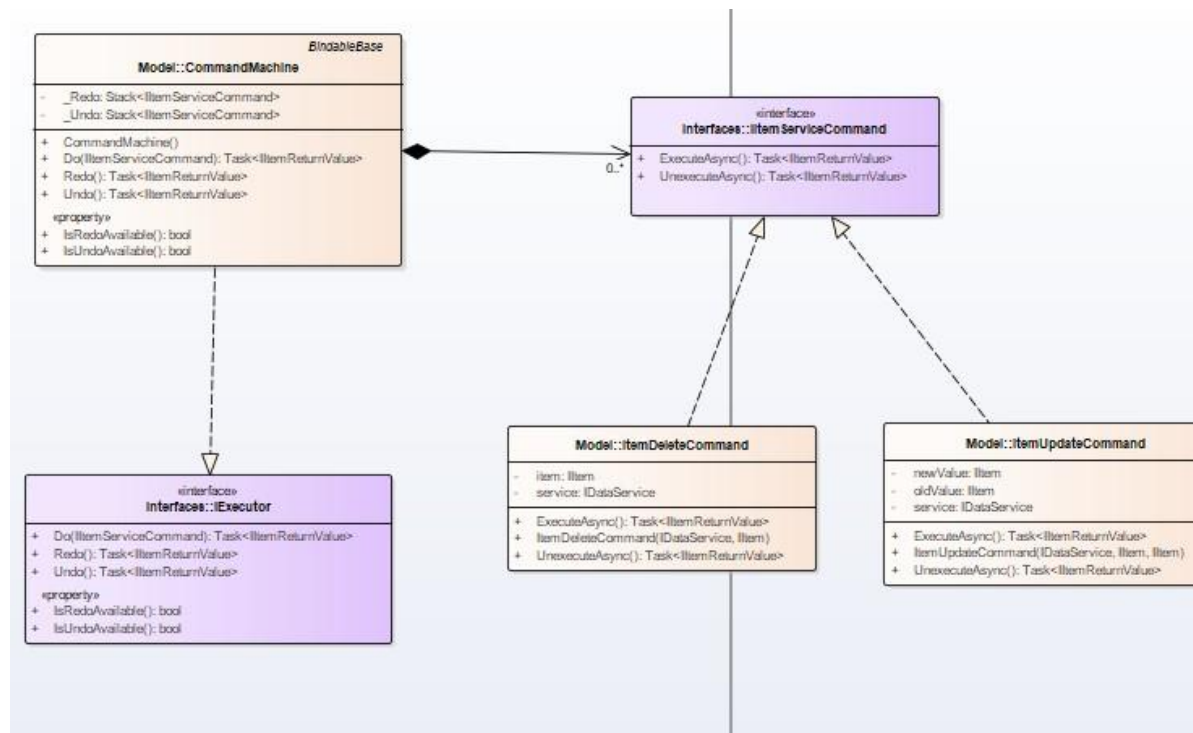 BindableBase
Model::CommandMachine
- _Redo: Stack<IItemServiceCommand>
- _Undo: Stack<IItemServiceCommand>
+ CommandMachine()
+ Do(IItemServiceCommand): Task<IItemReturnValue>
+ Redo(): Task<IItemReturnValue>
+ Undo(): Task<IItemReturnValue>
«property»
+ IsRedoAvailable(): bool
+ IsUndoAvailable(): bool
0..*
«interface»
Interfaces::IItemServiceCommand
+ ExecuteAsync(): Task<IItemReturnValue>
+ UnexecuteAsync(): Task<IItemReturnValue>
«interface»
Interfaces::IExecutor
+ Do(IItemServiceCommand): Task<IItemReturnValue>
+ Redo(): Task<IItemReturnValue>
+ Undo(): Task<IItemReturnValue>
«property»
+ IsRedoAvailable(): bool
+ IsUndoAvailable(): bool
Model::ItemDeleteCommand
- item: IItem
- service: IDataService
+ ExecuteAsync(): Task<IItemReturnValue>
+ ItemDeleteCommand(IDataService, IItem)
+ UnexecuteAsync(): Task<IItemReturnValue>
Model::ItemUpdateCommand
- newValue: IItem
- oldValue: IItem
- service: IDataService
+ ExecuteAsync(): Task<IItemReturnValue>
+ ItemUpdateCommand(IDataService, IItem, IItem)
+ UnexecuteAsync(): Task<IItemReturnValue>